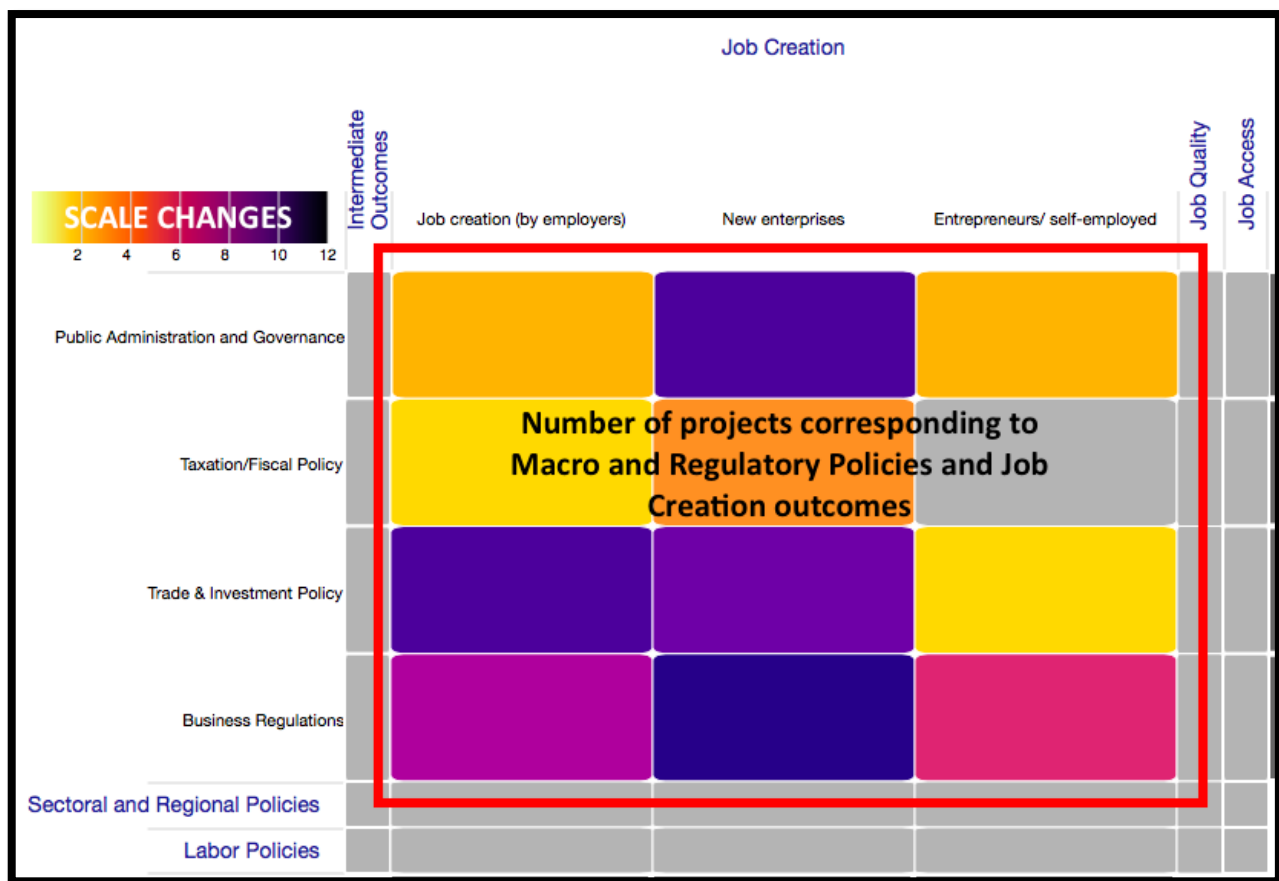 Job Creation
Intermediate
Outcomes
Job Quality
Job Access
SCALE CHANGES
2 4 6 8 10 12
Job creation (by employers)
New enterprises
Entrepreneurs/ self-employed
Public Administration and Governance
Taxation/Fiscal Policy
Number of projects corresponding to
Macro and Regulatory Policies and Job
Creation outcomes
Trade & Investment Policy
Business Regulations
Sectoral and Regional Policies
Labor Policies